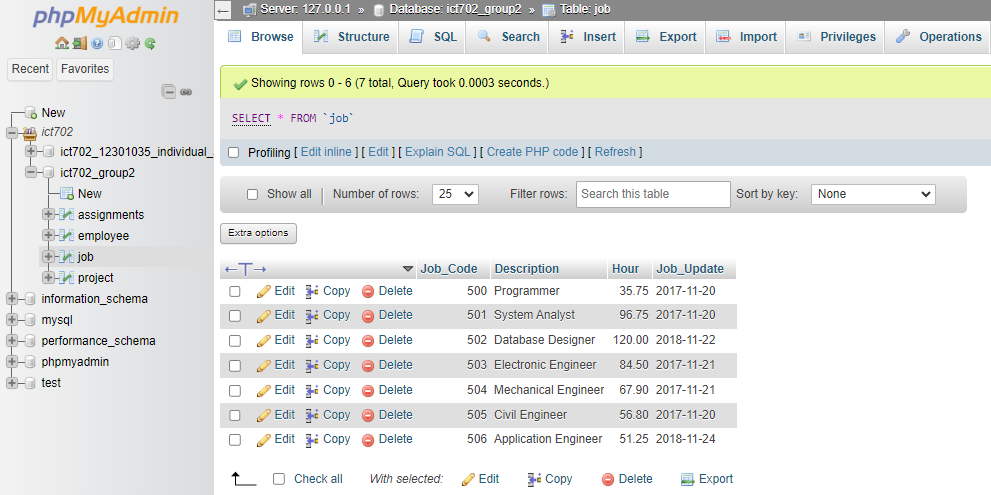 phpMyAdmin
Recent Favorites
New
ict702
ict702_12301035_individual_
ict702_group2
New
assignments
employee
job
project
information_schema
mysql
performance_schema
phpmyadmin
test
Server: 127.0.0.1 » Database: ict702_group2 » Table: job
Browse Structure SQL Search Insert Export Import Privileges Operations
Showing rows 0 - 6 (7 total, Query took 0.0003 seconds.)
SELECT * FROM `job`
Profiling [ Edit inline ] [ Edit ] [ Explain SQL ] [ Create PHP code ] [ Refresh ]
Show all Number of rows: 25 Filter rows: Search this table Sort by key: None
Extra options
←T→ Job_Code Description Hour Job_Update
Edit Copy Delete 500 Programmer 35.75 2017-11-20
Edit Copy Delete 501 System Analyst 96.75 2017-11-20
Edit Copy Delete 502 Database Designer 120.00 2018-11-22
Edit Copy Delete 503 Electronic Engineer 84.50 2017-11-21
Edit Copy Delete 504 Mechanical Engineer 67.90 2017-11-21
Edit Copy Delete 505 Civil Engineer 56.80 2017-11-20
Edit Copy Delete 506 Application Engineer 51.25 2018-11-24
Check all With selected: Edit Copy Delete Export